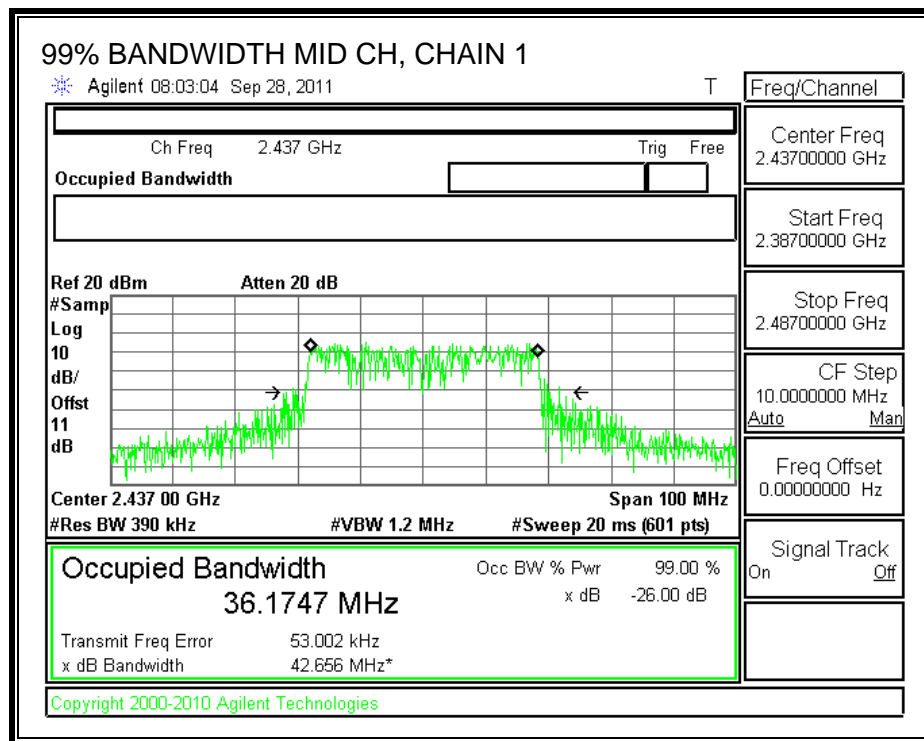 99% BANDWIDTH MID CH, CHAIN 1
Agilent 08:03:04 Sep 28, 2011 T
Freq/Channel
Ch Freq 2.437 GHz Trig Free
Occupied Bandwidth
Center Freq
2.43700000 GHz
Start Freq
2.38700000 GHz
Stop Freq
2.48700000 GHz
CF Step
10.0000000 MHz
Auto Man
Freq Offset
0.00000000 Hz
Signal Track
On Off
Ref 20 dBm Atten 20 dB
#Samp
Log
10
dB/
Offst
11
dB
Center 2.437 00 GHz Span 100 MHz
#Res BW 390 kHz #VBW 1.2 MHz #Sweep 20 ms (601 pts)
Occupied Bandwidth Occ BW % Pwr 99.00 %
36.1747 MHz x dB -26.00 dB
Transmit Freq Error 53.002 kHz
x dB Bandwidth 42.656 MHz*
Copyright 2000-2010 Agilent Technologies